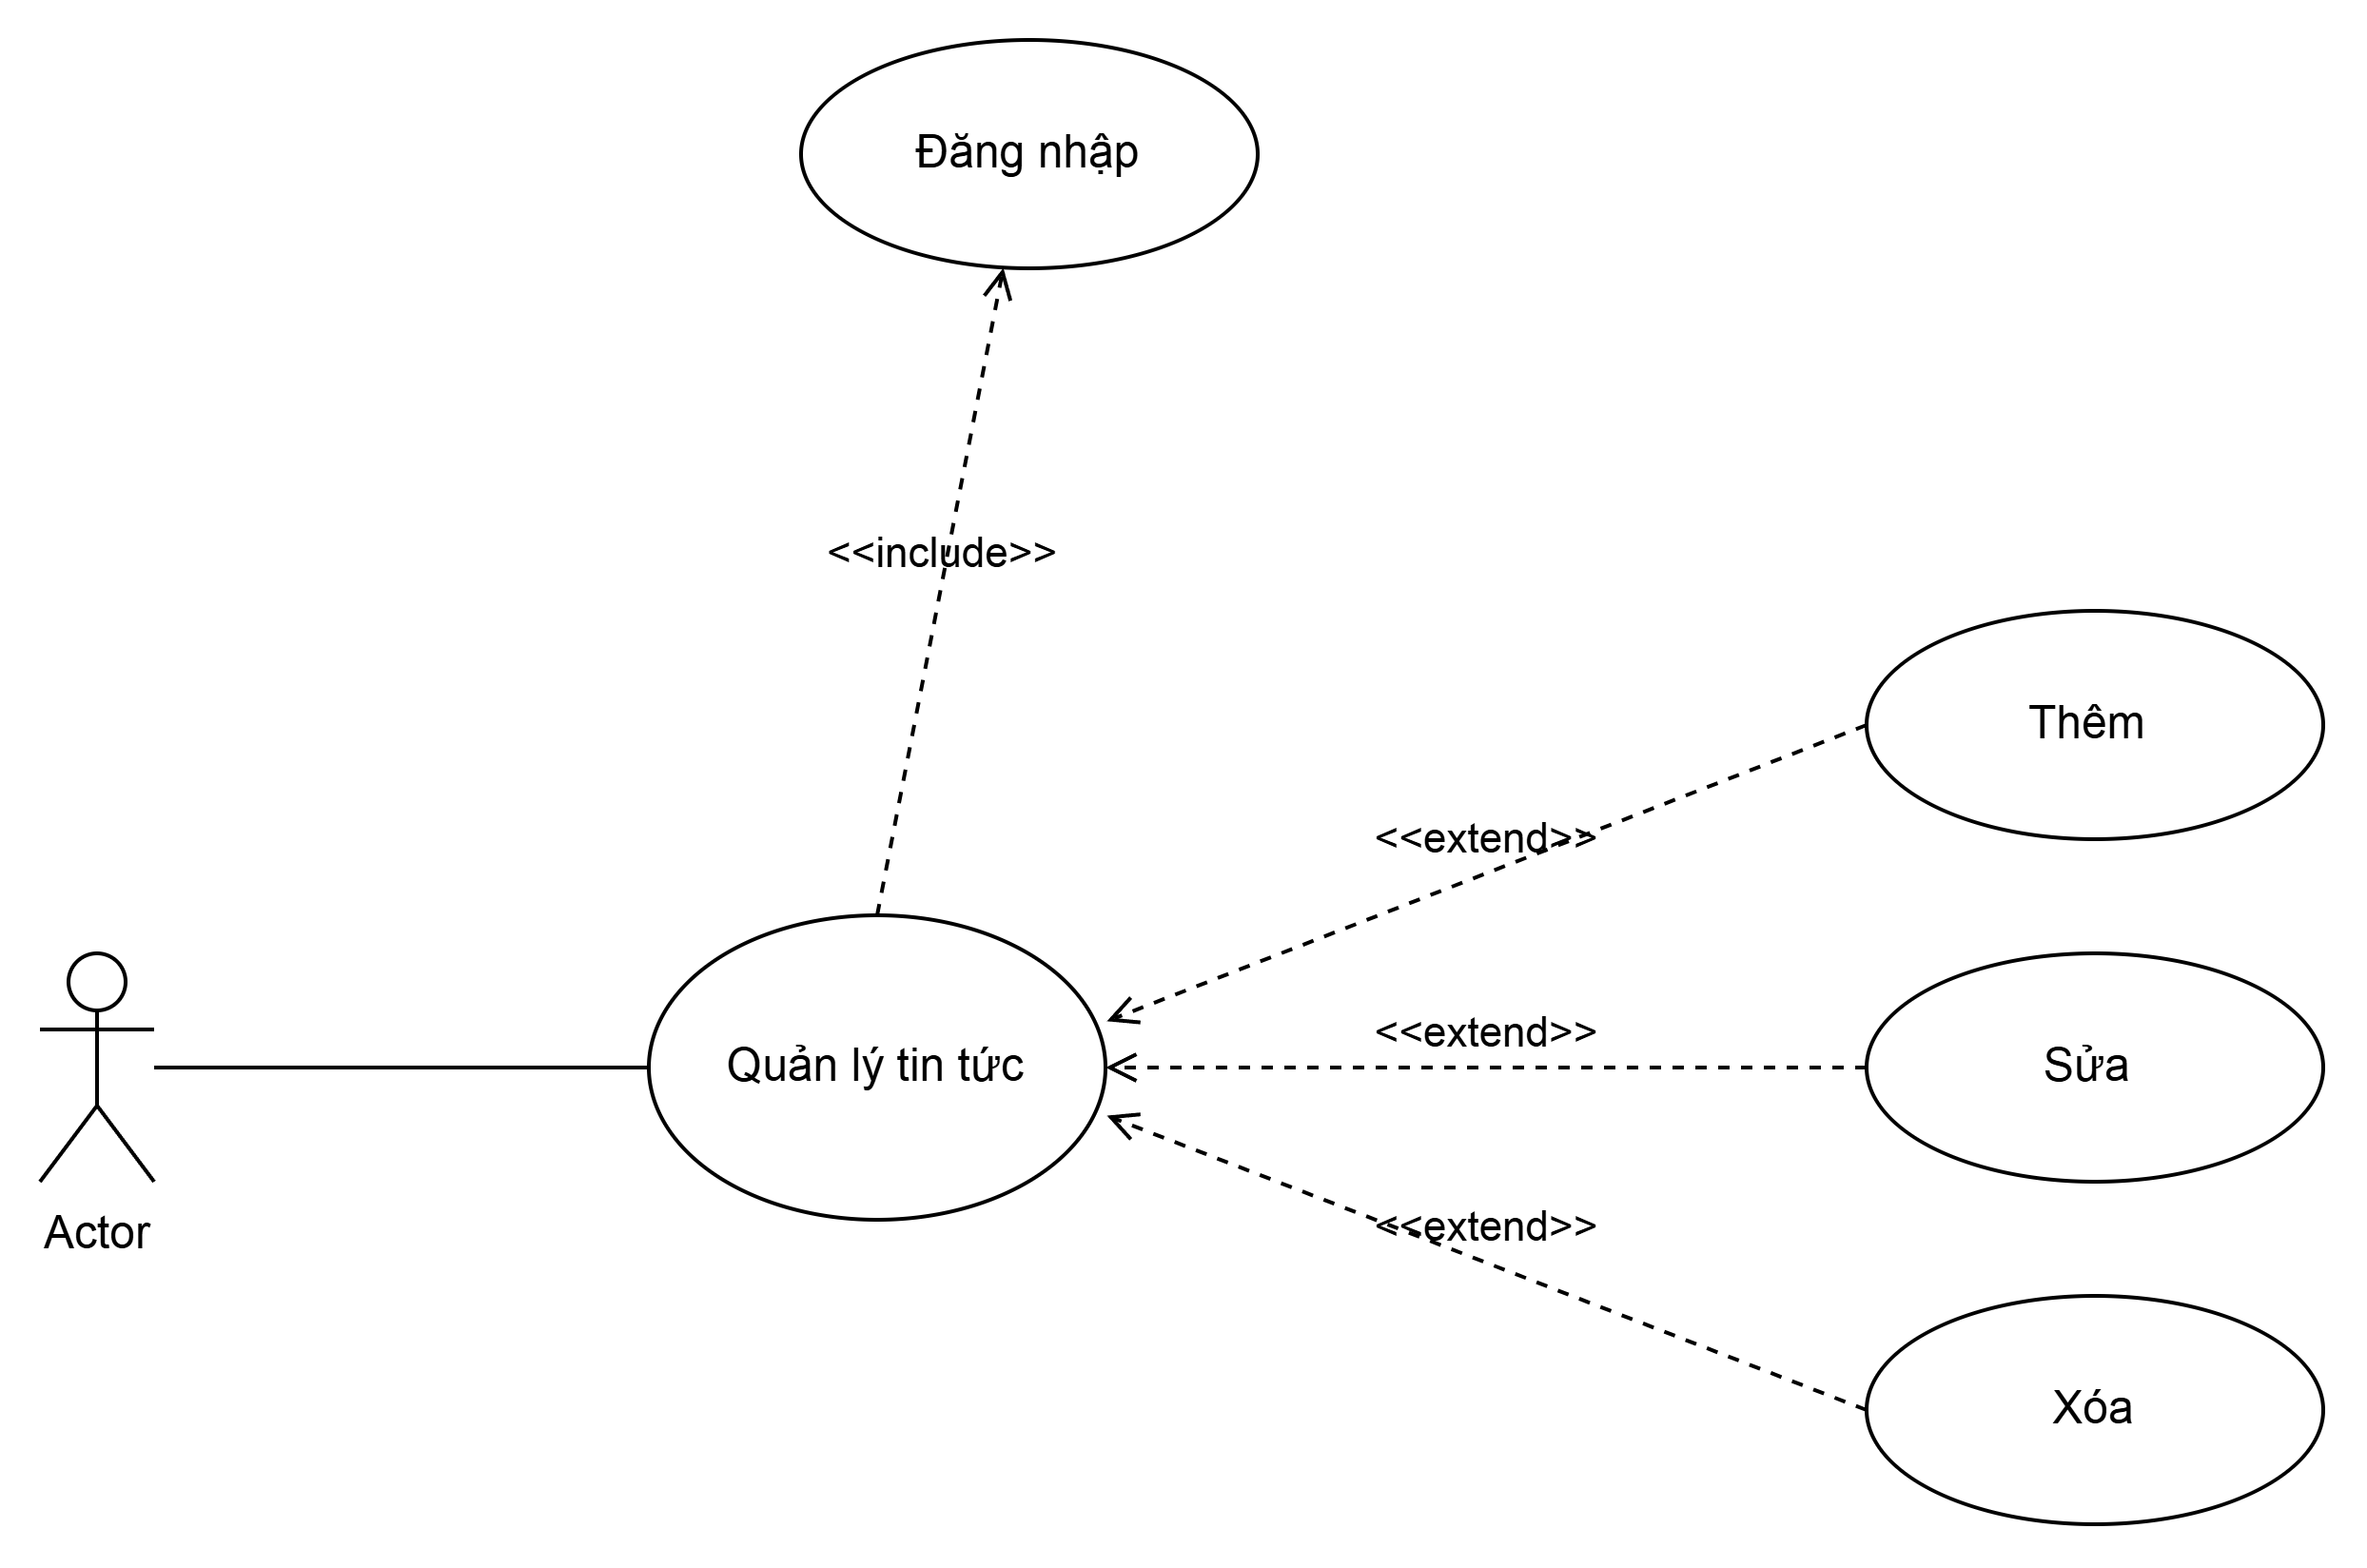 Đăng nhập
<<include>>
Thêm
<<extend>>
<<extend>>
Quản lý tin tức
Sửa
Actor
<<extend>>
Xóa